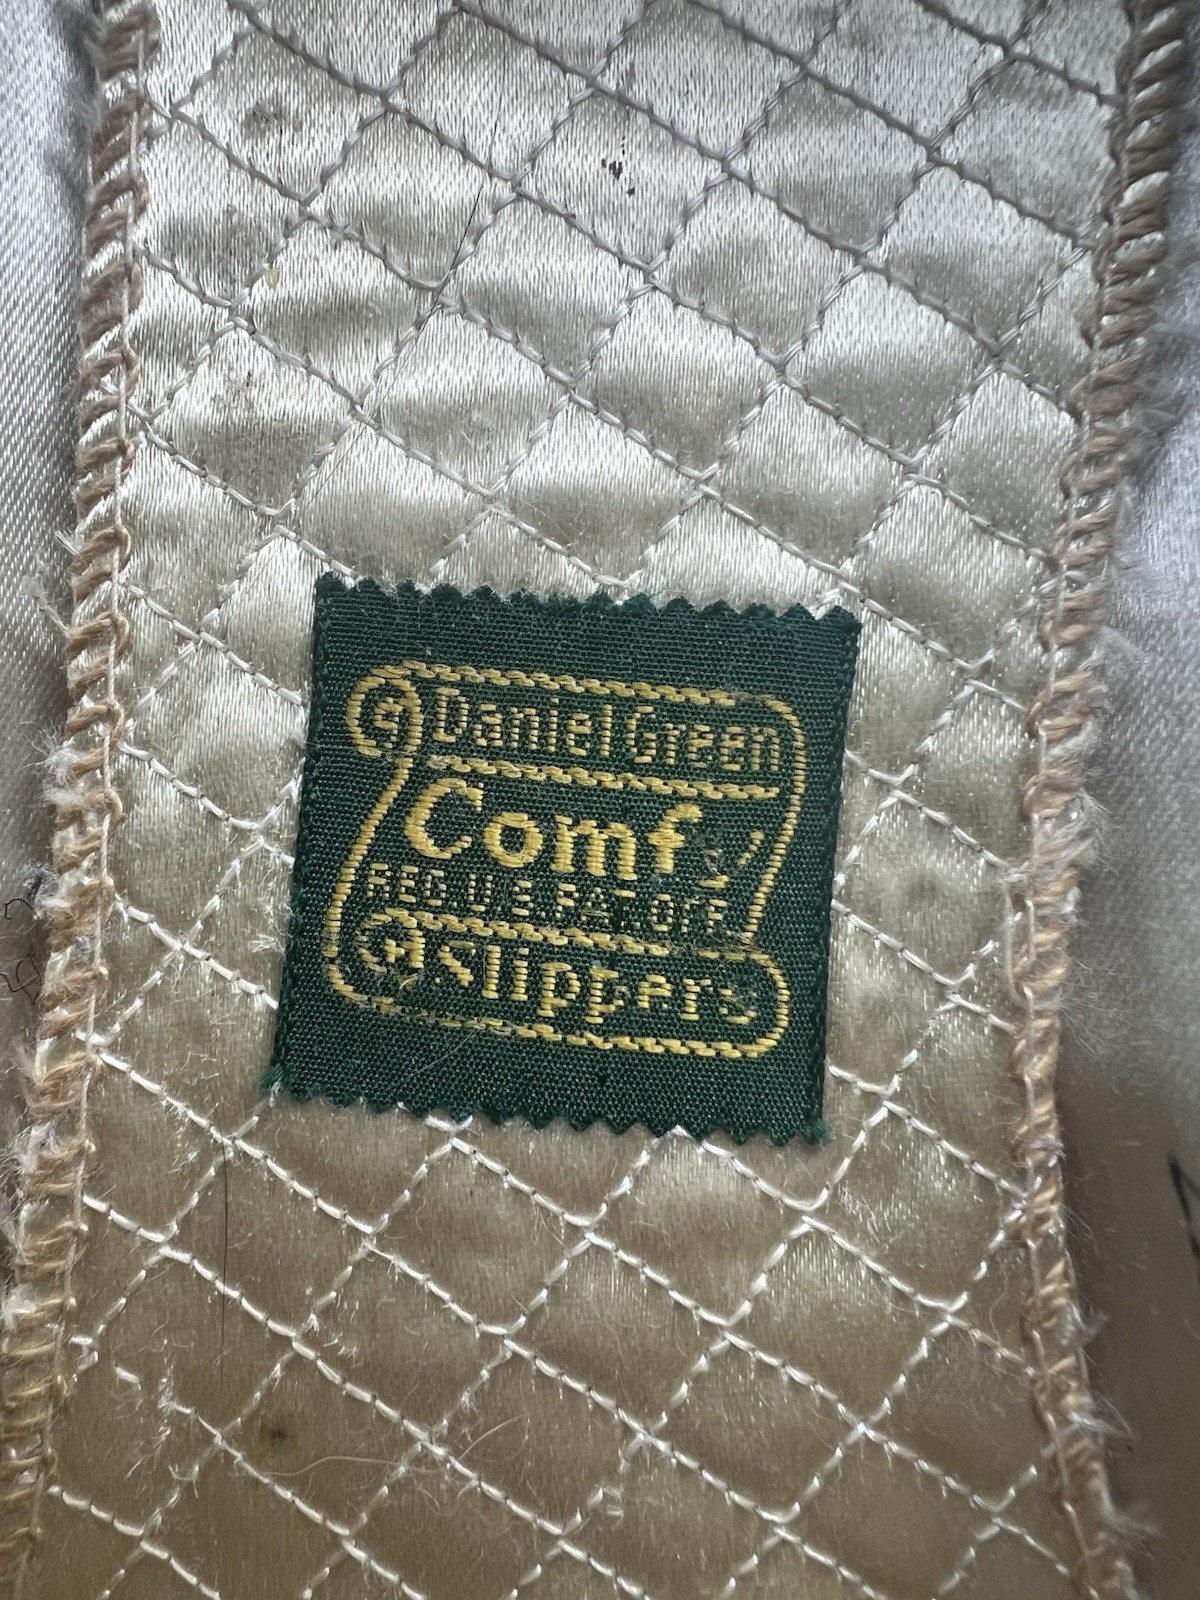 Daniel Green
Comfy
REG. U.S. PAT. OFF.
Slippers